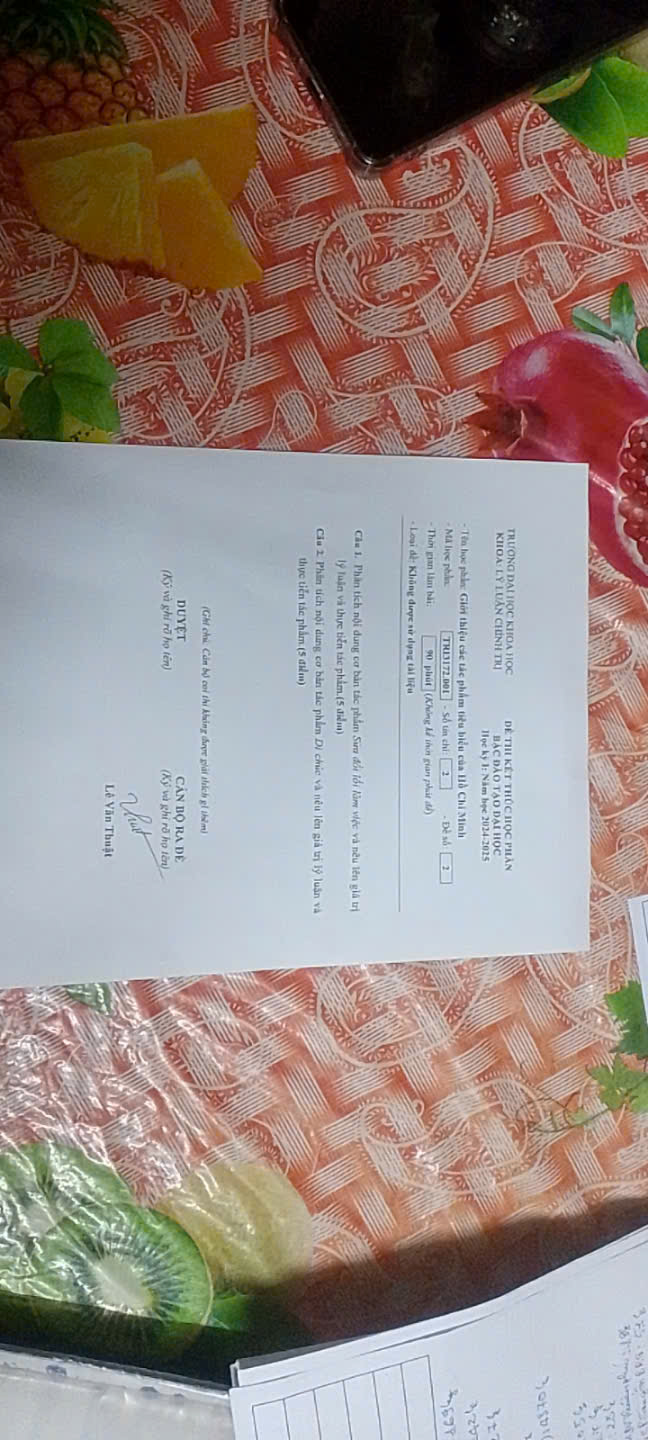 TRƯỜNG ĐẠI HỌC KHOA HỌC
KHOA: LÝ LUẬN CHÍNH TRỊ
ĐỀ THI KẾT THÚC HỌC PHẦN
BẬC ĐÀO TẠO ĐẠI HỌC
Học kỳ I: Năm học 2024-2025
- Tên học phần: Giới thiệu các tác phẩm tiêu biểu của Hồ Chí Minh
- Mã học phần: TRI3172.001 - Số tín chỉ: 2 - Đề số 2
- Thời gian làm bài: 90 phút (Không kể thời gian phát đề)
- Loại đề: Không được sử dụng tài liệu
Câu 1. Phân tích nội dung cơ bản tác phẩm Sửa đổi lối làm việc và nêu lên giá trị
lý luận và thực tiễn tác phẩm.(5 điểm)
Câu 2. Phân tích nội dung cơ bản tác phẩm Di chúc và nêu lên giá trị lý luận và
thực tiễn tác phẩm.(5 điểm)
(Ghi chú: Cán bộ coi thi không được giải thích gì thêm)
DUYỆT
(Ký và ghi rõ họ tên)
CÁN BỘ RA ĐỀ
(Ký và ghi rõ họ tên)
Lê Văn Thuật